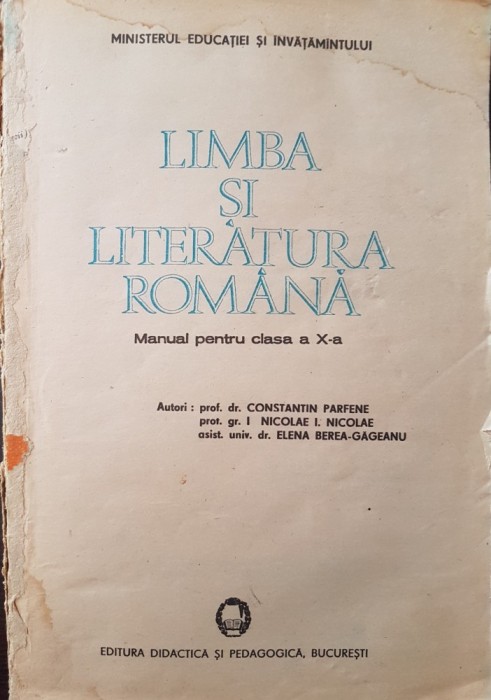 MINISTERUL EDUCAȚIEI ȘI INVĂȚĂMÎNTULUI
LIMBA
ȘI
LITERATURA
ROMÂNĂ
Manual pentru clasa a X-a
Autori : prof. dr. CONSTANTIN PARFENE
prof. gr. I NICOLAE I. NICOLAE
asist. univ. dr. ELENA BEREA-GĂGEANU
EDITURA DIDACTICĂ ȘI PEDAGOGICĂ, BUCUREȘTI